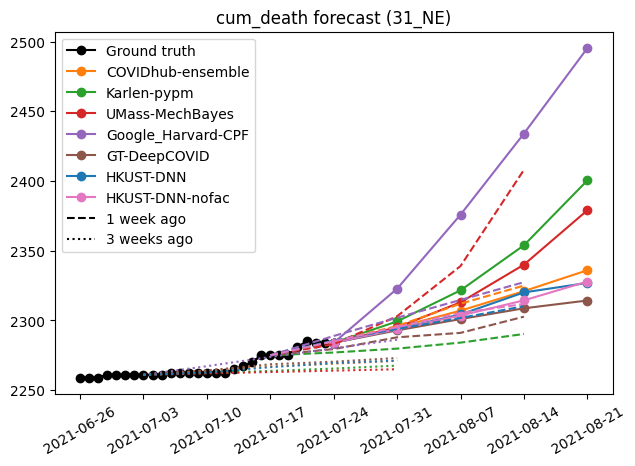 cum_death forecast (31_NE)
2500
2450
2400
2350
2300
2250
Ground truth
COVIDhub-ensemble
Karlen-pypm
UMass-MechBayes
Google_Harvard-CPF
GT-DeepCOVID
HKUST-DNN
HKUST-DNN-nofac
1 week ago
3 weeks ago
2021-06-26
2021-07-03
2021-07-10
2021-07-17
2021-07-24
2021-07-31
2021-08-07
2021-08-14
2021-08-21